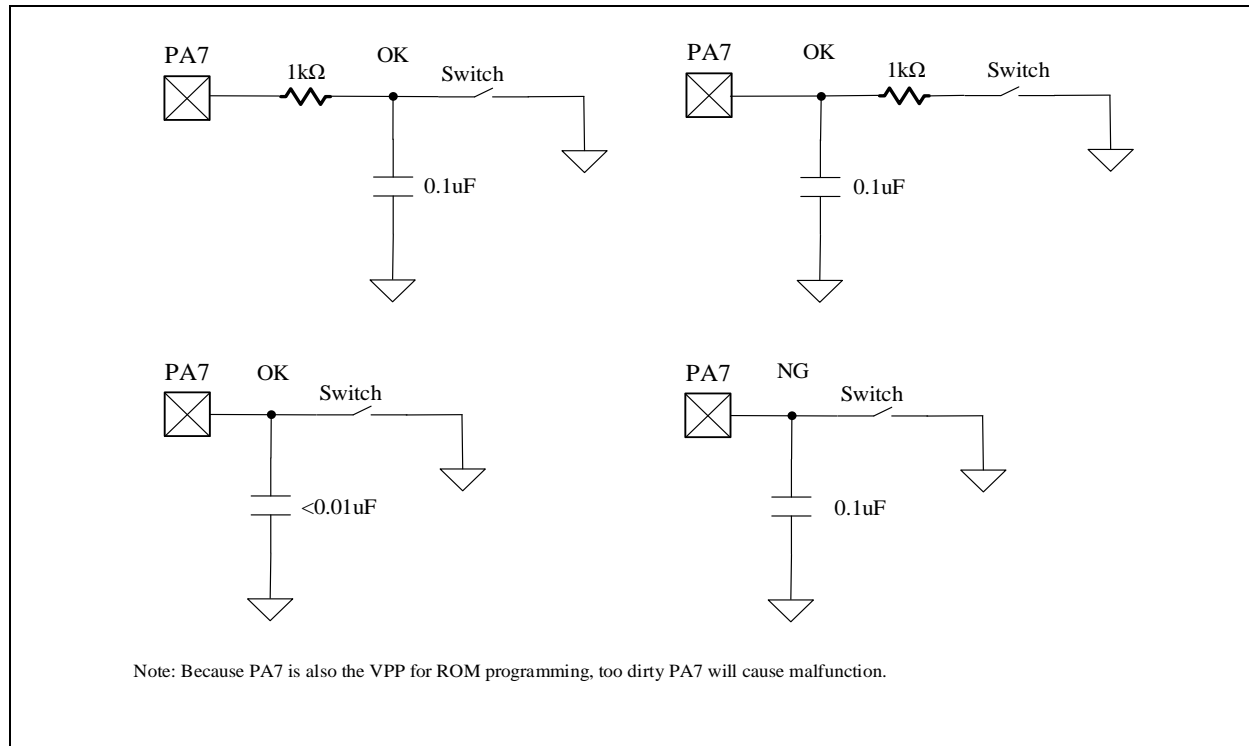 PA7
OK
1kΩ
Switch
0.1uF
PA7
OK
1kΩ
Switch
0.1uF
PA7
OK
Switch
<0.01uF
PA7
NG
Switch
0.1uF
Note: Because PA7 is also the VPP for ROM programming, too dirty PA7 will cause malfunction.